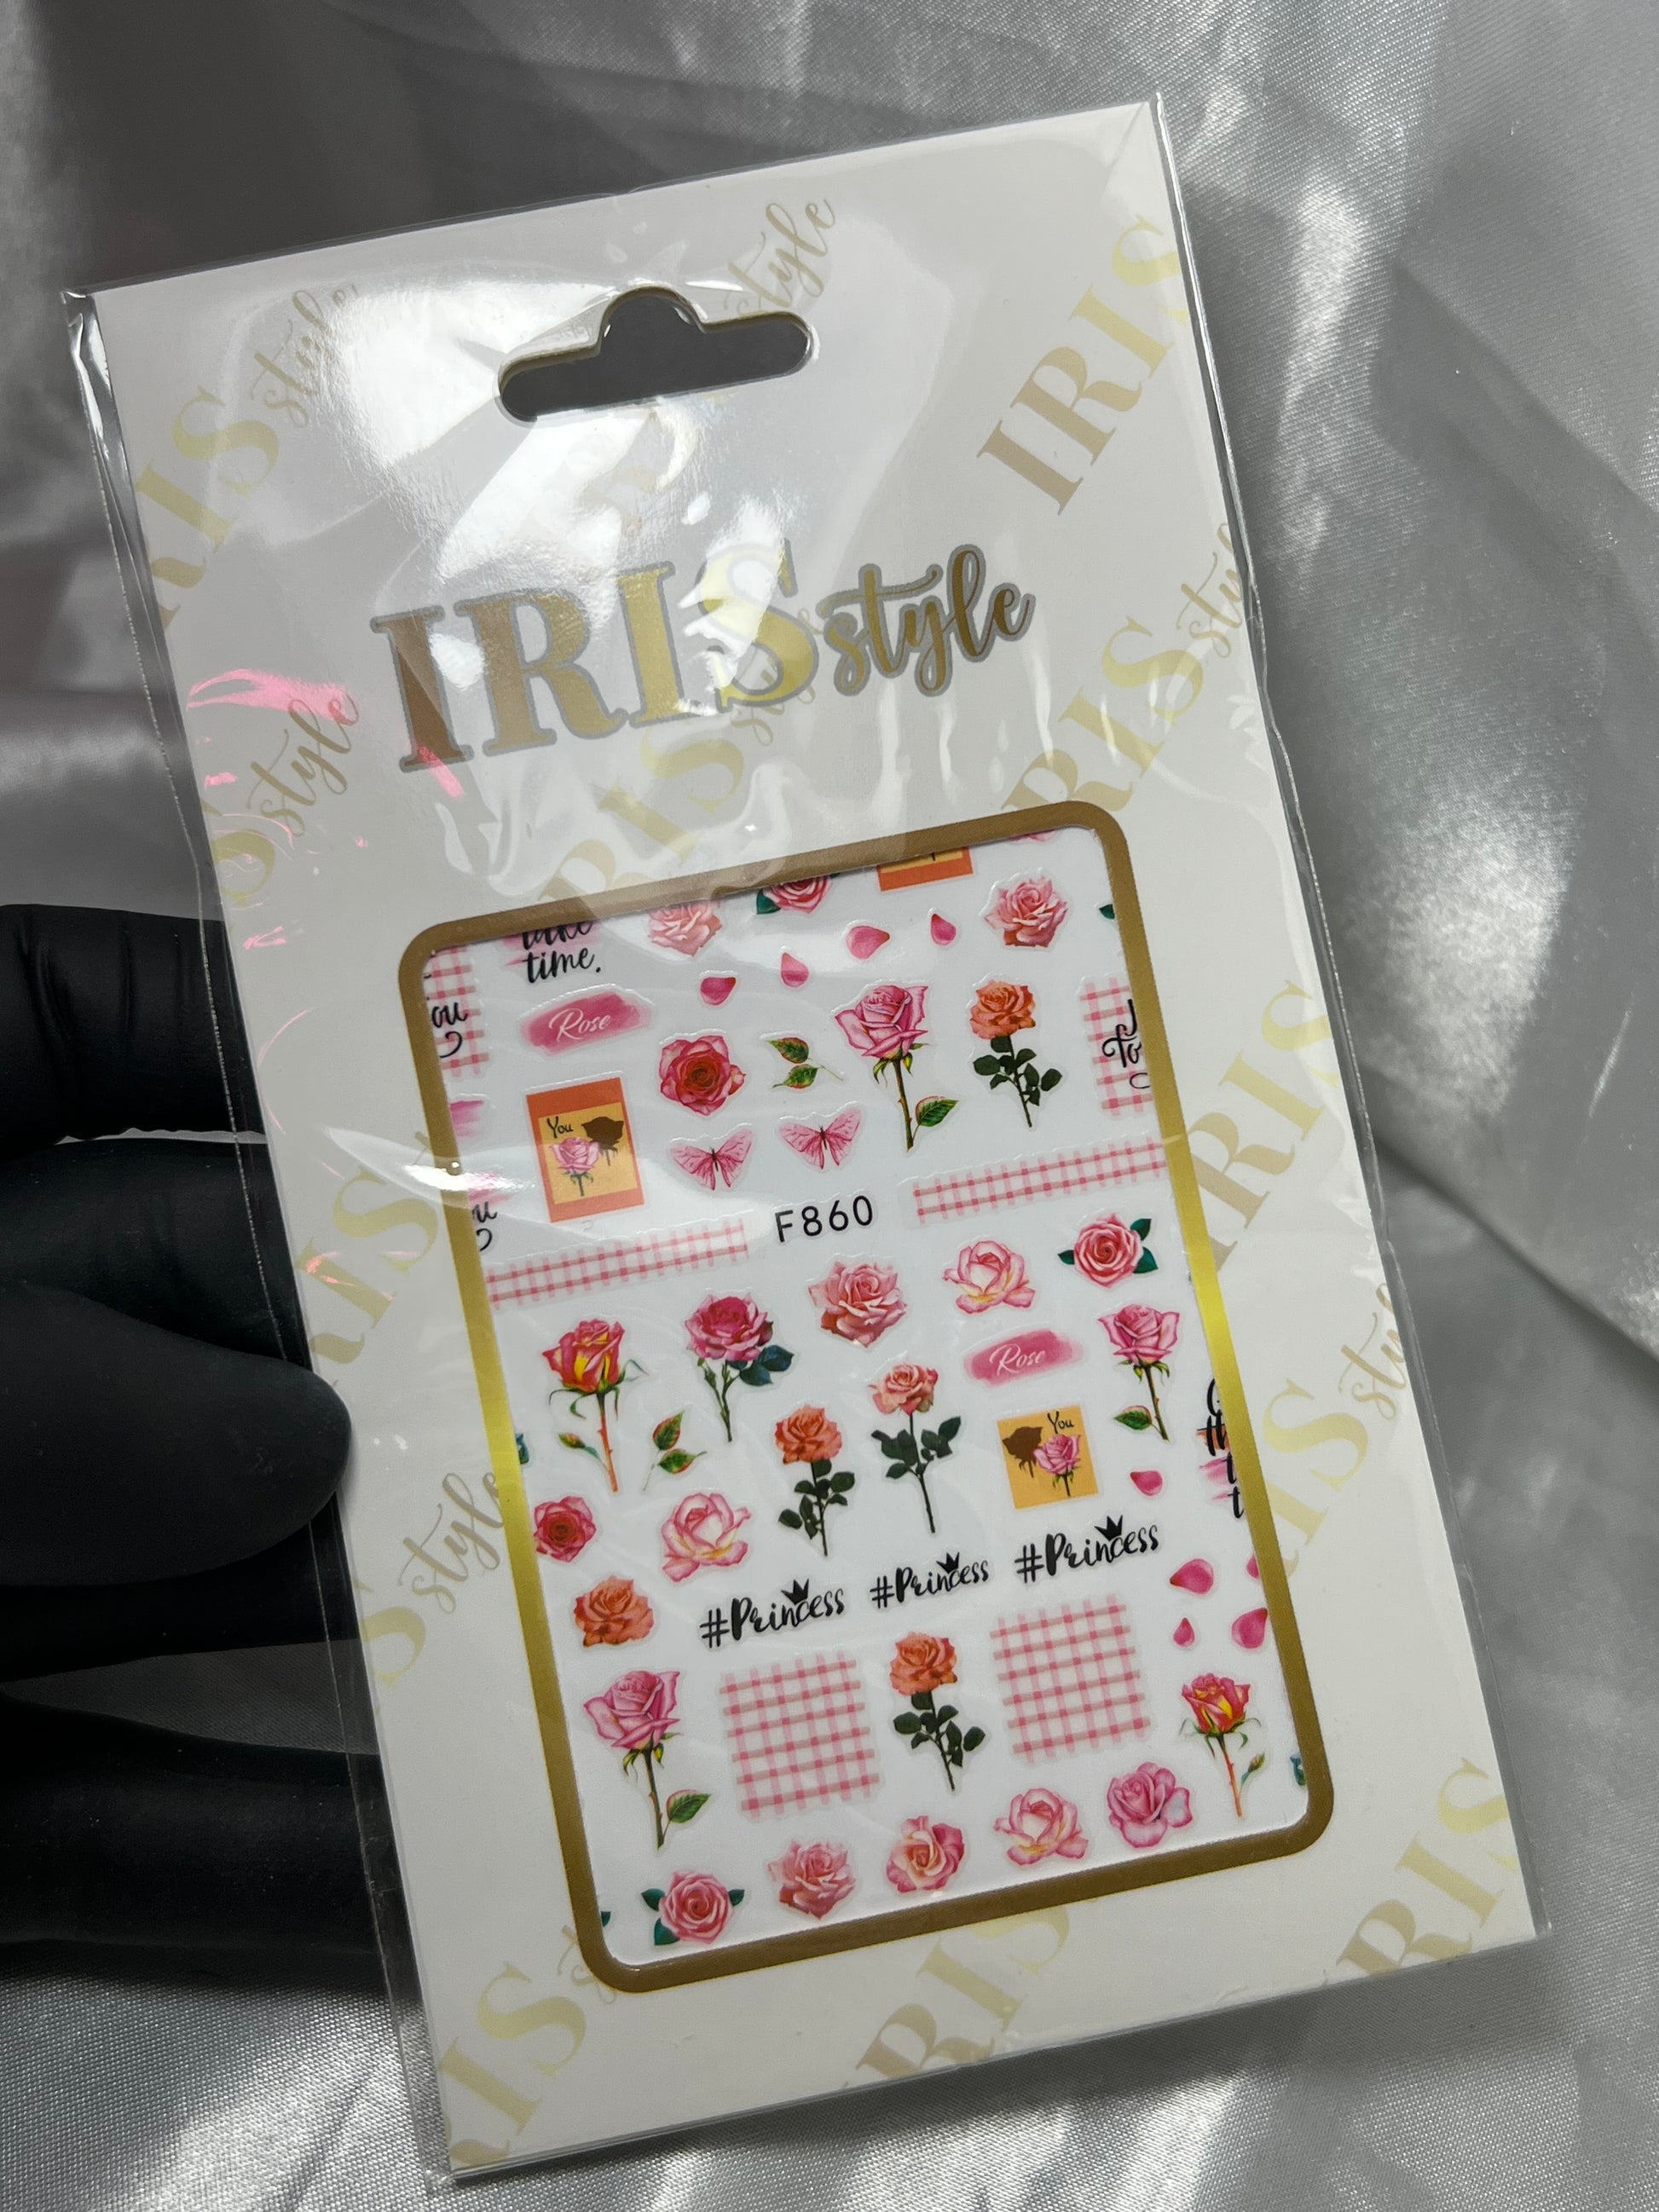 IRIS style
take
time.
Rose
You
F860
Rose
You
#Princess #Princess #Princess